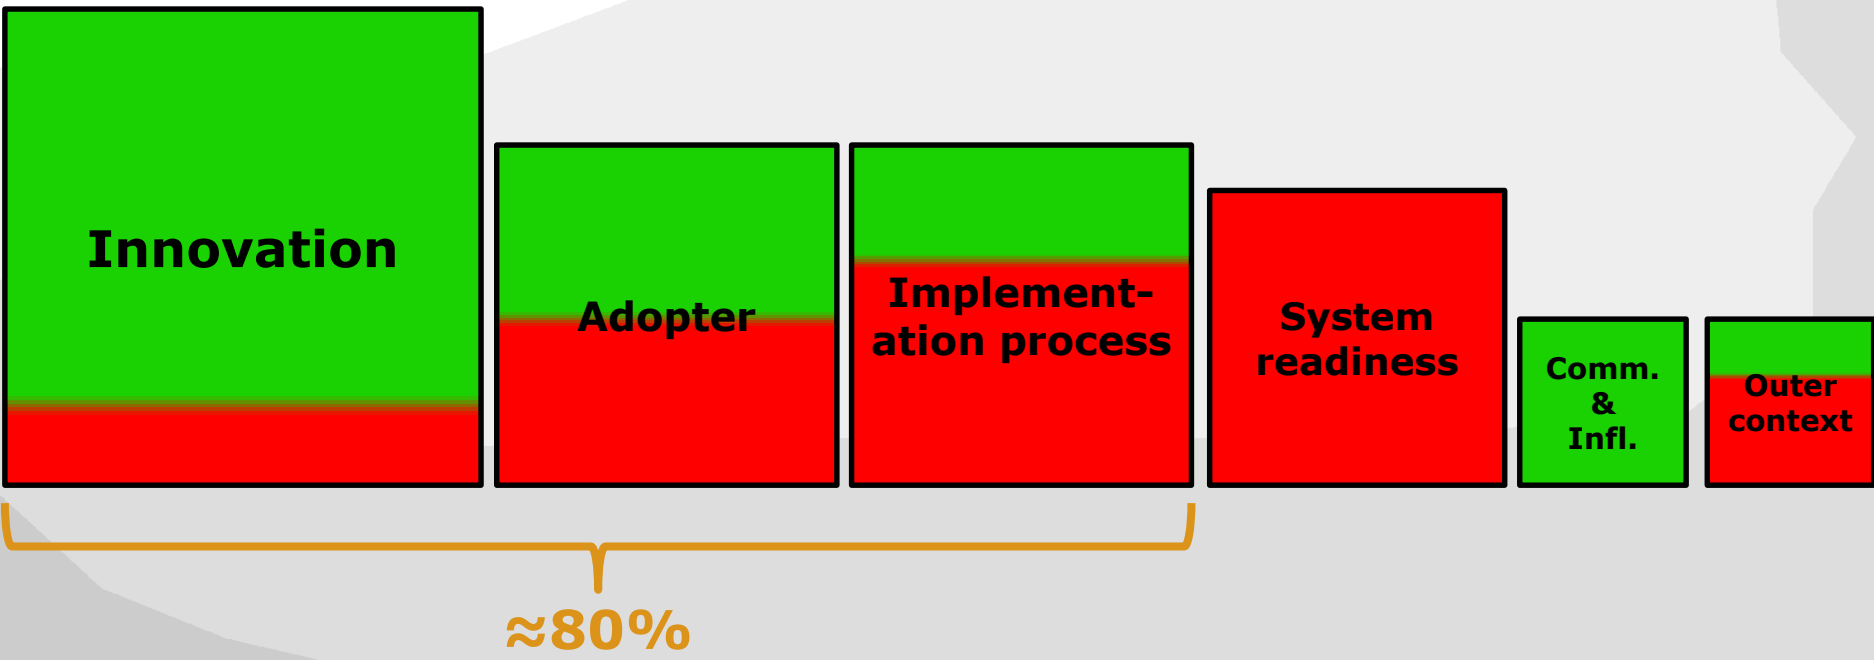 Innovation
Adopter
Implement-
ation process
System
readiness
Comm.
&
Infl.
Outer
context
≈80%